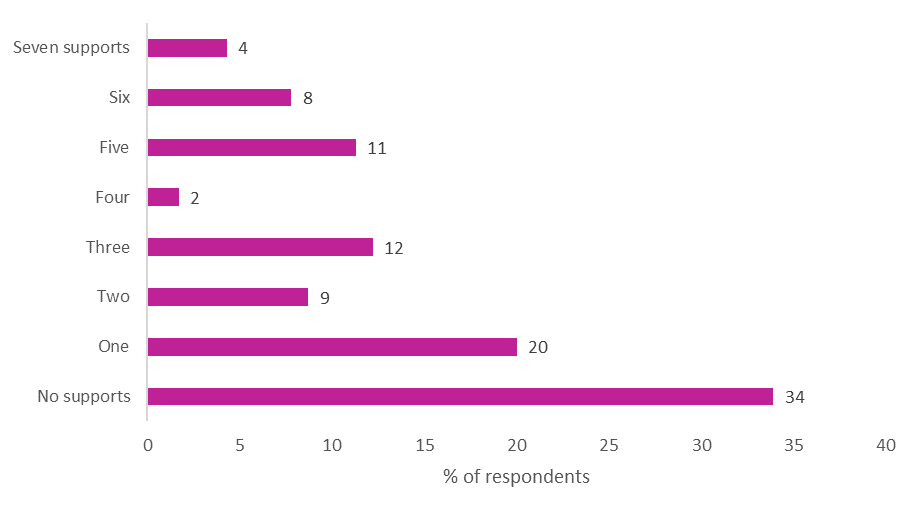 Seven supports 4
Six 8
Five 11
Four 2
Three 12
Two 9
One 20
No supports 34
0 5 10 15 20 25 30 35 40
% of respondents